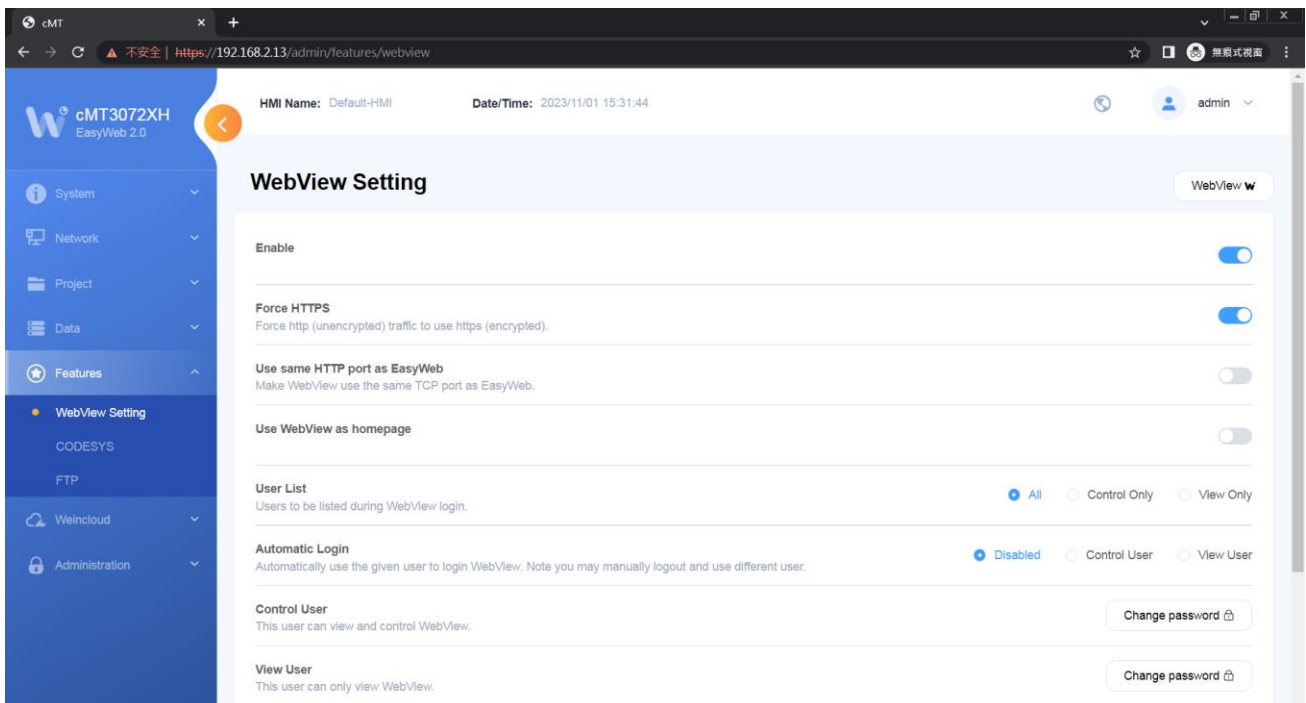 cMT
不安全 | https://192.168.2.13/admin/features/webview
無痕式視窗
cMT3072XH
EasyWeb 2.0
HMI Name: Default-HMI Date/Time: 2023/11/01 15:31:44
admin
System
Network
Project
Data
Features
WebView Setting
CODESYS
FTP
Weincloud
Administration
WebView Setting
WebView
Enable
Force HTTPS
Force http (unencrypted) traffic to use https (encrypted).
Use same HTTP port as EasyWeb
Make WebView use the same TCP port as EasyWeb.
Use WebView as homepage
User List
Users to be listed during WebView login.
All Control Only View Only
Automatic Login
Automatically use the given user to login WebView. Note you may manually logout and use different user.
Disabled Control User View User
Control User
This user can view and control WebView.
Change password
View User
This user can only view WebView.
Change password